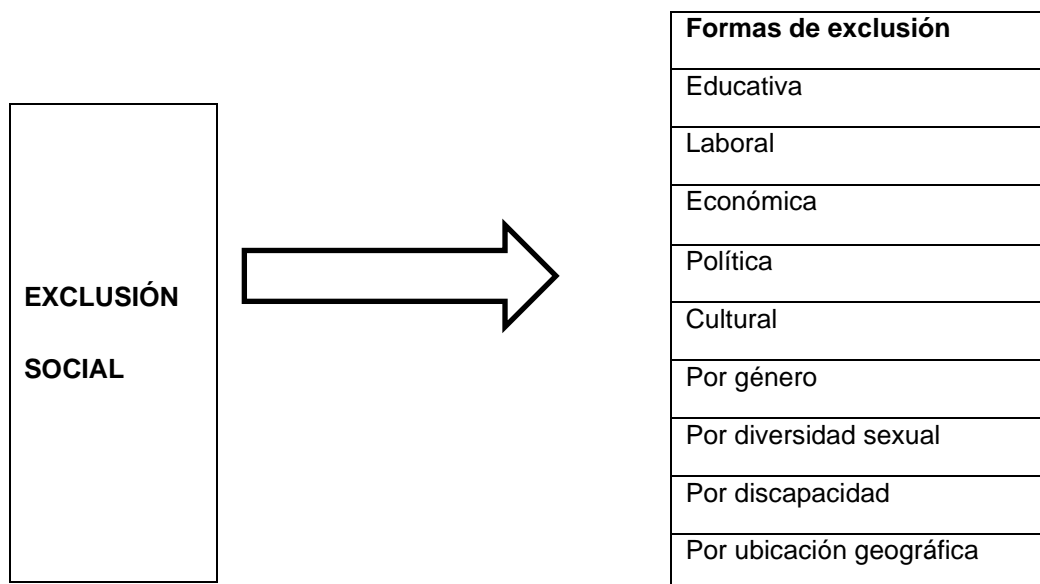 EXCLUSIÓN
SOCIAL
Formas de exclusión
Educativa
Laboral
Económica
Política
Cultural
Por género
Por diversidad sexual
Por discapacidad
Por ubicación geográfica